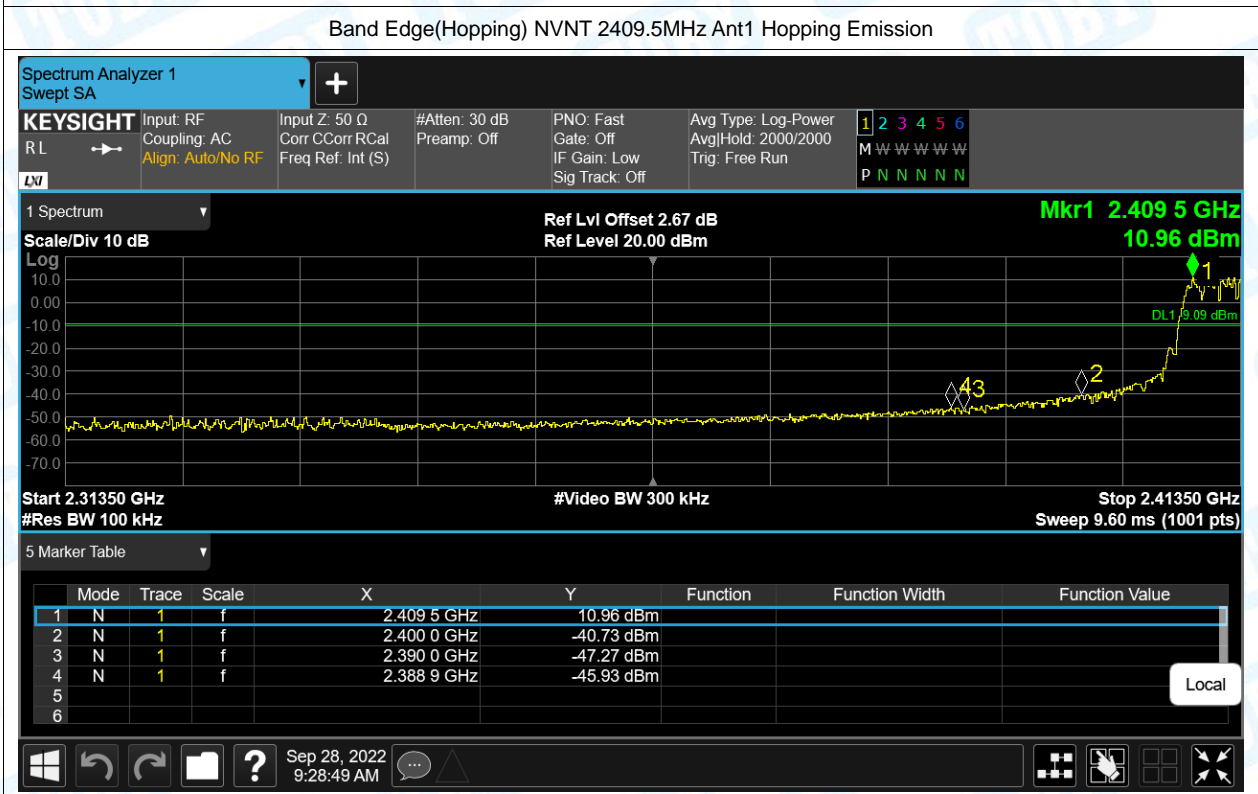 Band Edge(Hopping) NVNT 2409.5MHz Ant1 Hopping Emission
Spectrum Analyzer 1
Swept SA
KEYSIGHT
RL
LXI
Input: RF
Coupling: AC
Align: Auto/No RF
Input Z: 50 Ω
Corr CCorr RCal
Freq Ref: Int (S)
#Atten: 30 dB
Preamp: Off
PNO: Fast
Gate: Off
IF Gain: Low
Sig Track: Off
Avg Type: Log-Power
Avg|Hold: 2000/2000
Trig: Free Run
1 2 3 4 5 6
M W W W W W
P N N N N N
1 Spectrum
Scale/Div 10 dB
Ref Lvl Offset 2.67 dB
Ref Level 20.00 dBm
Mkr1 2.409 5 GHz
10.96 dBm
Log
10.0
0.00
-10.0
-20.0
-30.0
-40.0
-50.0
-60.0
-70.0
1
DL1 -9.09 dBm
2
43
Start 2.31350 GHz
#Res BW 100 kHz
#Video BW 300 kHz
Stop 2.41350 GHz
Sweep 9.60 ms (1001 pts)
5 Marker Table
Mode Trace Scale X Y Function Function Width Function Value
1 N 1 f 2.409 5 GHz 10.96 dBm
2 N 1 f 2.400 0 GHz -40.73 dBm
3 N 1 f 2.390 0 GHz -47.27 dBm
4 N 1 f 2.388 9 GHz -45.93 dBm
5
6
Local
Sep 28, 2022
9:28:49 AM